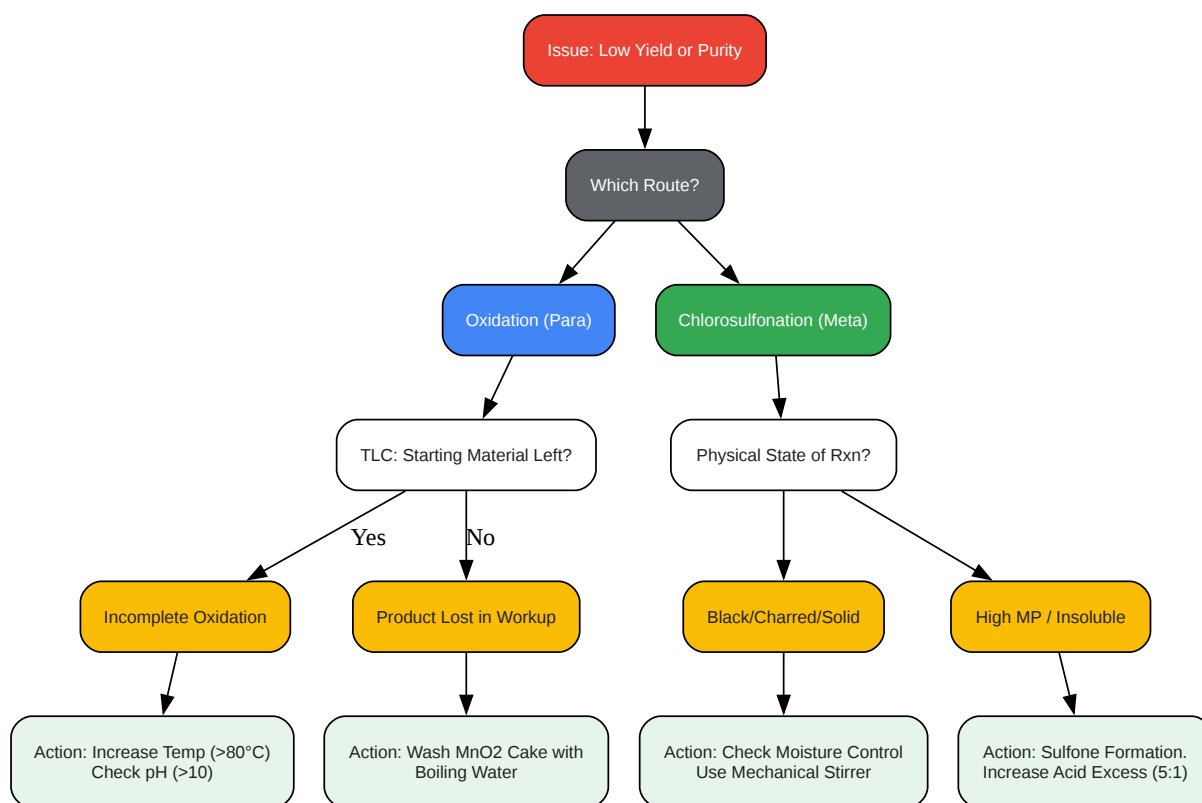 Issue: Low Yield or Purity
Which Route?
Oxidation (Para)
Chlorosulfonation (Meta)
TLC: Starting Material Left?
Physical State of Rxn?
Yes
No
Incomplete Oxidation
Product Lost in Workup
Black/Charred/Solid
High MP / Insoluble
Action: Increase Temp (>80°C)
Check pH (>10)
Action: Wash MnO2 Cake with
Boiling Water
Action: Check Moisture Control
Use Mechanical Stirrer
Action: Sulfone Formation.
Increase Acid Excess (5:1)